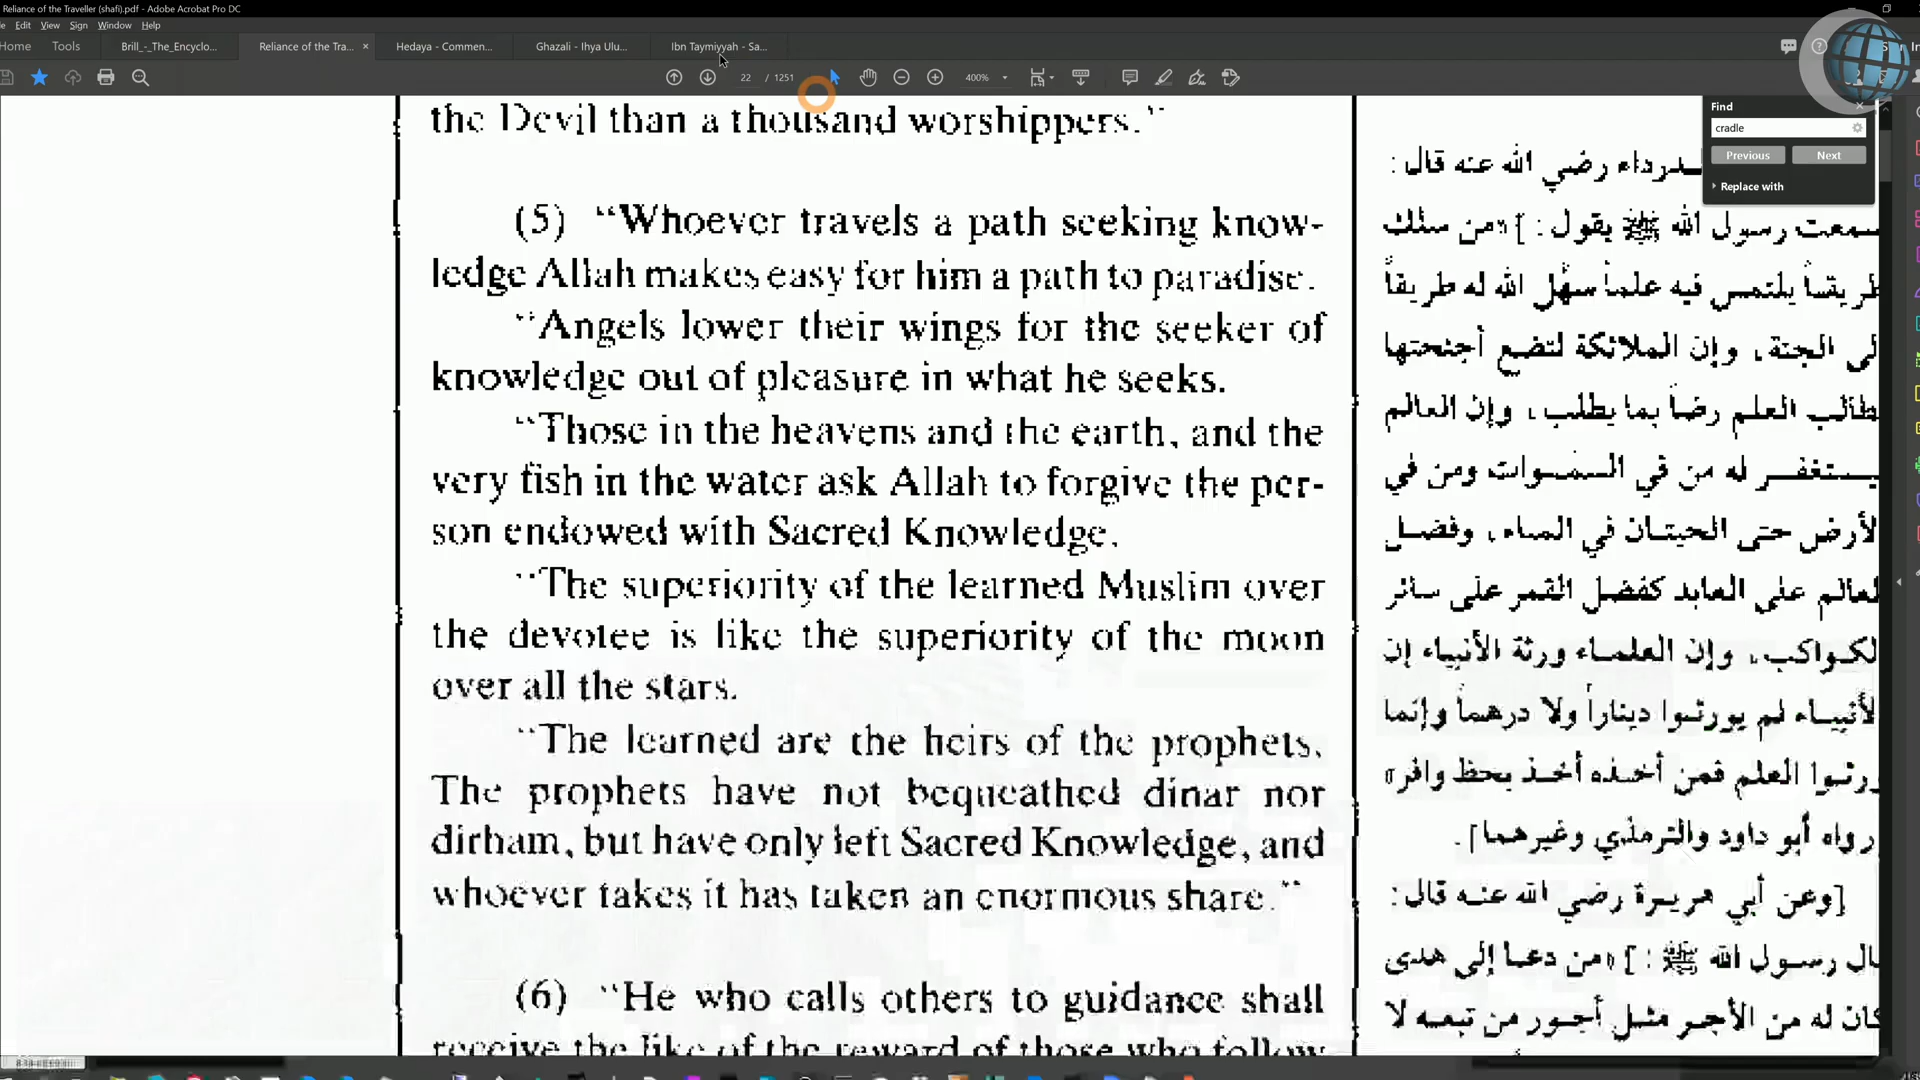 Reliance of the Traveller (shafi).pdf - Adobe Acrobat Pro DC
Edit View Sign Window Help
Home Tools Brill_-_The_Encyclo... Reliance of the Tra... × Hedaya - Commen... Ghazali - Ihya Ulu... Ibn Taymiyyah - Sa...
22 / 1251 400%
Find
cradle
Previous Next
Replace with
the Devil than a thousand worshippers."
(5) "Whoever travels a path seeking know-
ledge Allah makes easy for him a path to paradise.
"Angels lower their wings for the seeker of
knowledge out of pleasure in what he seeks.
"Those in the heavens and the earth, and the
very fish in the water ask Allah to forgive the per-
son endowed with Sacred Knowledge.
"The superiority of the learned Muslim over
the devotee is like the superiority of the moon
over all the stars.
"The learned are the heirs of the prophets.
The prophets have not bequeathed dinar nor
dirham, but have only left Sacred Knowledge, and
whoever takes it has taken an enormous share."
(6) "He who calls others to guidance shall
receive the like of the reward of those who follow
رضي الله عنه قال :
سمعت رسول الله ﷺ يقول : ] «من سلك
طريقاً يلتمس فيه علماً سهّل الله له طريقاً
الجنة، وإن الملائكة لتضع أجنحتها
لطالب العلم رضاً بما يطلب، وإن العالم
يستغفر له من في السموات ومن في
الأرض حتى الحيتان في الماء، وفضل
العالم على العابد كفضل القمر على سائر
الكواكب، وإن العلماء ورثة الأنبياء إن
الأنبياء لم يورثوا ديناراً ولا درهماً وإنما
ورثوا العلم فمن أخذه أخذ بحظ وافر»
رواه أبو داود والترمذي وغيرهما] .
[وعن أبي هريرة رضي الله عنه قال :
قال رسول الله ﷺ : ] «من دعا إلى هدى
كان له من الأجر مثل أجور من تبعه لا